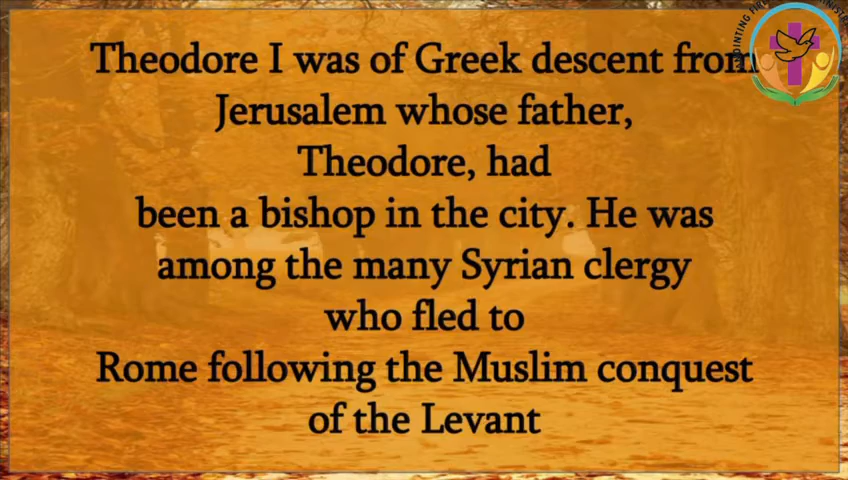 Theodore I was of Greek descent from
Jerusalem whose father,
Theodore, had
been a bishop in the city. He was
among the many Syrian clergy
who fled to
Rome following the Muslim conquest
of the Levant